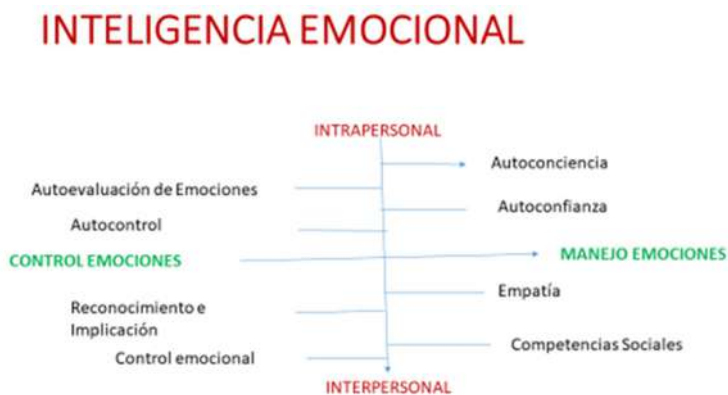 INTELIGENCIA EMOCIONAL
INTRAPERSONAL
Autoconciencia
Autoevaluación de Emociones
Autoconfianza
Autocontrol
CONTROL EMOCIONES
MANEJO EMOCIONES
Empatía
Reconocimiento e
Implicación
Competencias Sociales
Control emocional
INTERPERSONAL